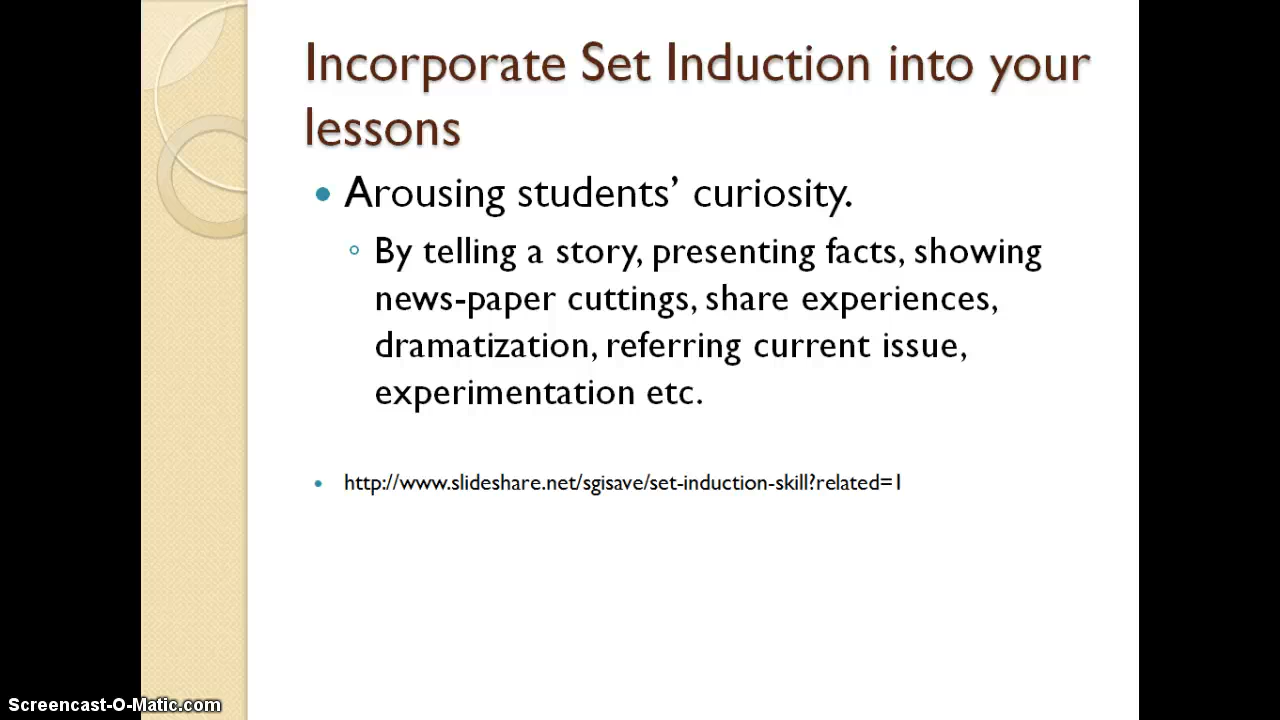 Incorporate Set Induction into your
lessons
Arousing students’ curiosity.
By telling a story, presenting facts, showing
news-paper cuttings, share experiences,
dramatization, referring current issue,
experimentation etc.
http://www.slideshare.net/sgisave/set-induction-skill?related=1
Screencast-O-Matic.com